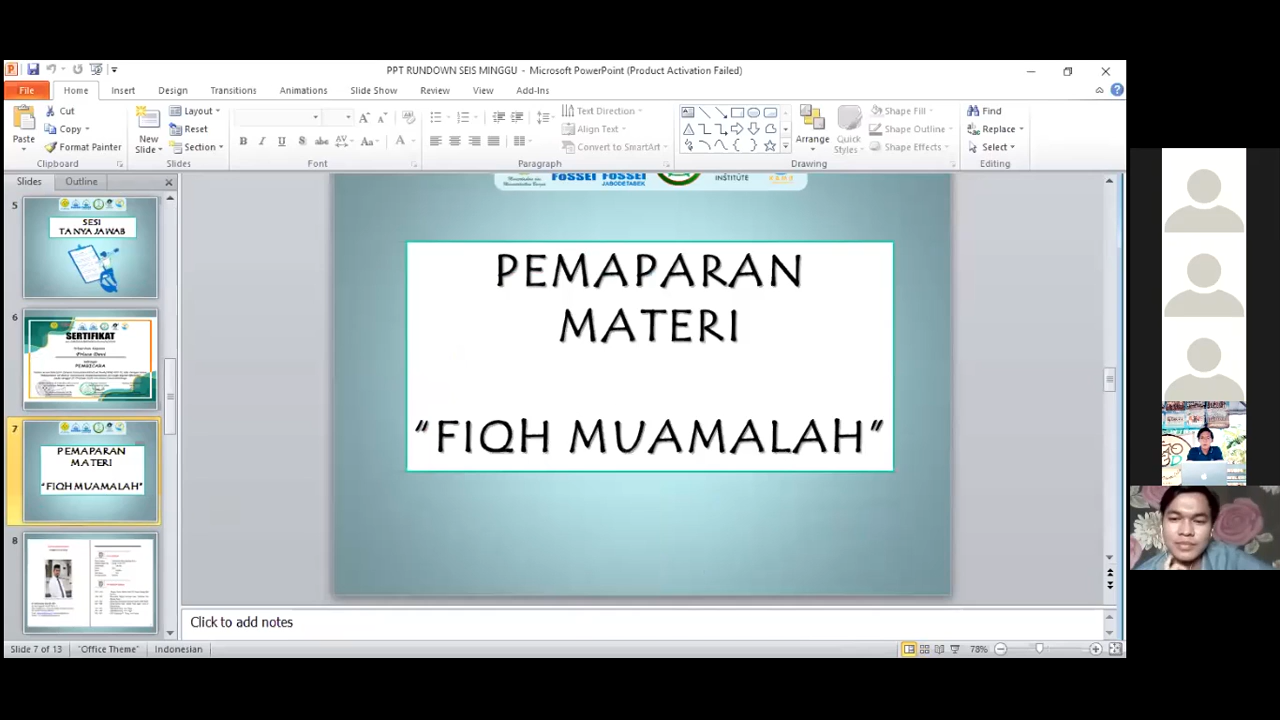 PPT RUNDOWN SEIS MINGGU - Microsoft PowerPoint (Product Activation Failed)
File Home Insert Design Transitions Animations Slide Show Review View Add-Ins
Cut
Copy
Format Painter
Paste
Clipboard
New
Slide
Layout
Reset
Section
Slides
Font
Text Direction
Align Text
Convert to SmartArt
Paragraph
Arrange
Quick
Styles
Shape Fill
Shape Outline
Shape Effects
Drawing
Find
Replace
Select
Editing
Slides Outline
5
SESI
TANYA JAWAB
6
SERTIFIKAT
PEMBICARA
7
PEMAPARAN
MATERI
"FIQH MUAMALAH"
8
FoSSEI FoSSEI
JABODETABEK
INSTITUTE
PEMAPARAN
MATERI
“FIQH MUAMALAH”
Click to add notes
Slide 7 of 13 "Office Theme" Indonesian 78%